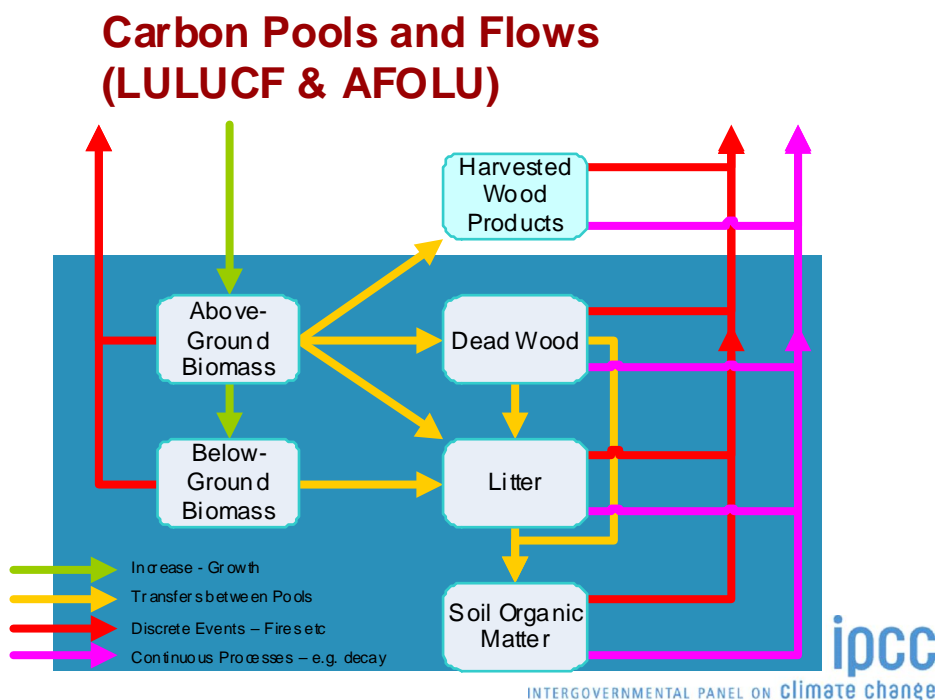 Carbon Pools and Flows
(LULUCF & AFOLU)
Harvested
Wood
Products
Above-
Ground
Biomass
Dead Wood
Below-
Ground
Biomass
Litter
Soil Organic
Matter
Increase - Growth
Transfers between Pools
Discrete Events – Fires etc
Continuous Processes – e.g. decay
ipcc
INTERGOVERNMENTAL PANEL ON climate change